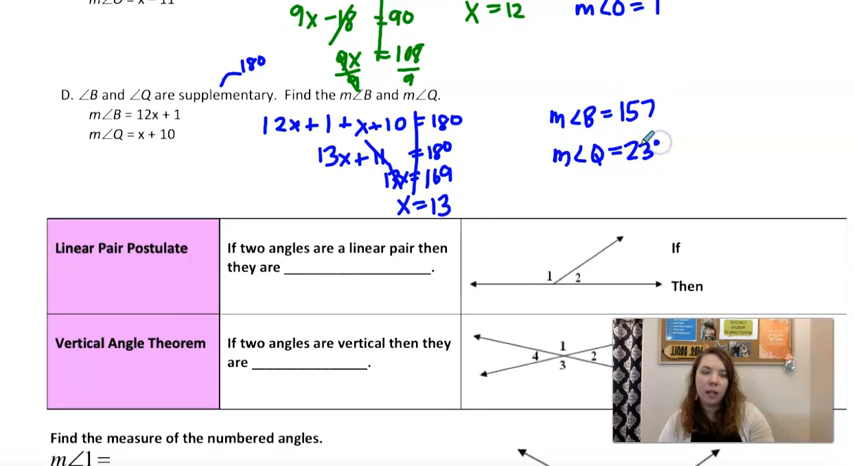 9x - 18 = 90
x = 12
m∠O = 1
9x/9 = 108/9
180
D. ∠B and ∠Q are supplementary. Find the m∠B and m∠Q.
m∠B = 12x + 1
m∠Q = x + 10
12x + 1 + x + 10 = 180
13x + 11 = 180
13x = 169
x = 13
m∠B = 157
m∠Q = 23°
Linear Pair Postulate
If two angles are a linear pair then
they are ____________________.
1 2
If
Then
Vertical Angle Theorem
If two angles are vertical then they
are ________________.
1
4 2
3
Find the measure of the numbered angles.
m∠1 =